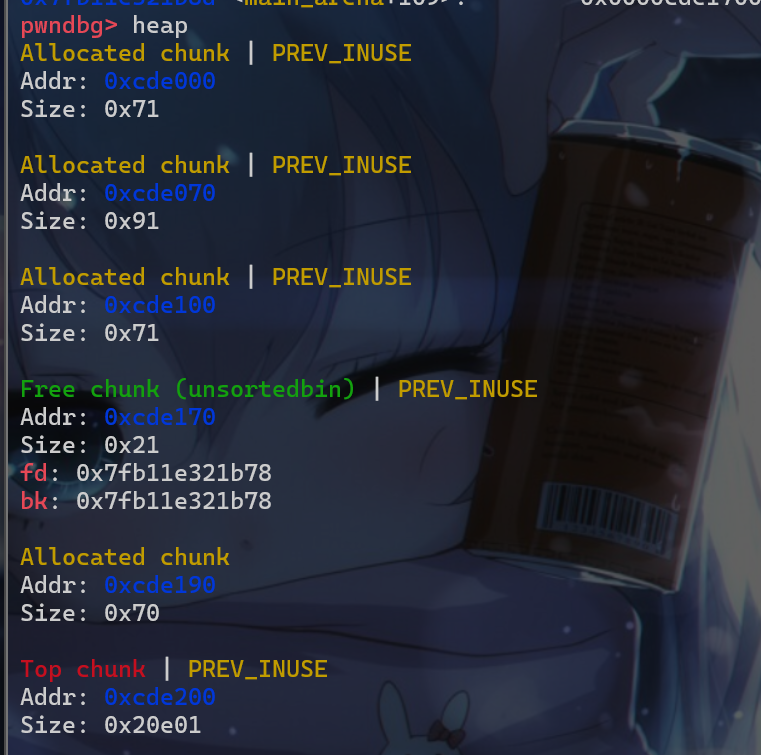 pwndbg> heap
Allocated chunk | PREV_INUSE
Addr: 0xcde000
Size: 0x71
Allocated chunk | PREV_INUSE
Addr: 0xcde070
Size: 0x91
Allocated chunk | PREV_INUSE
Addr: 0xcde100
Size: 0x71
Free chunk (unsortedbin) | PREV_INUSE
Addr: 0xcde170
Size: 0x21
fd: 0x7fb11e321b78
bk: 0x7fb11e321b78
Allocated chunk
Addr: 0xcde190
Size: 0x70
Top chunk | PREV_INUSE
Addr: 0xcde200
Size: 0x20e01